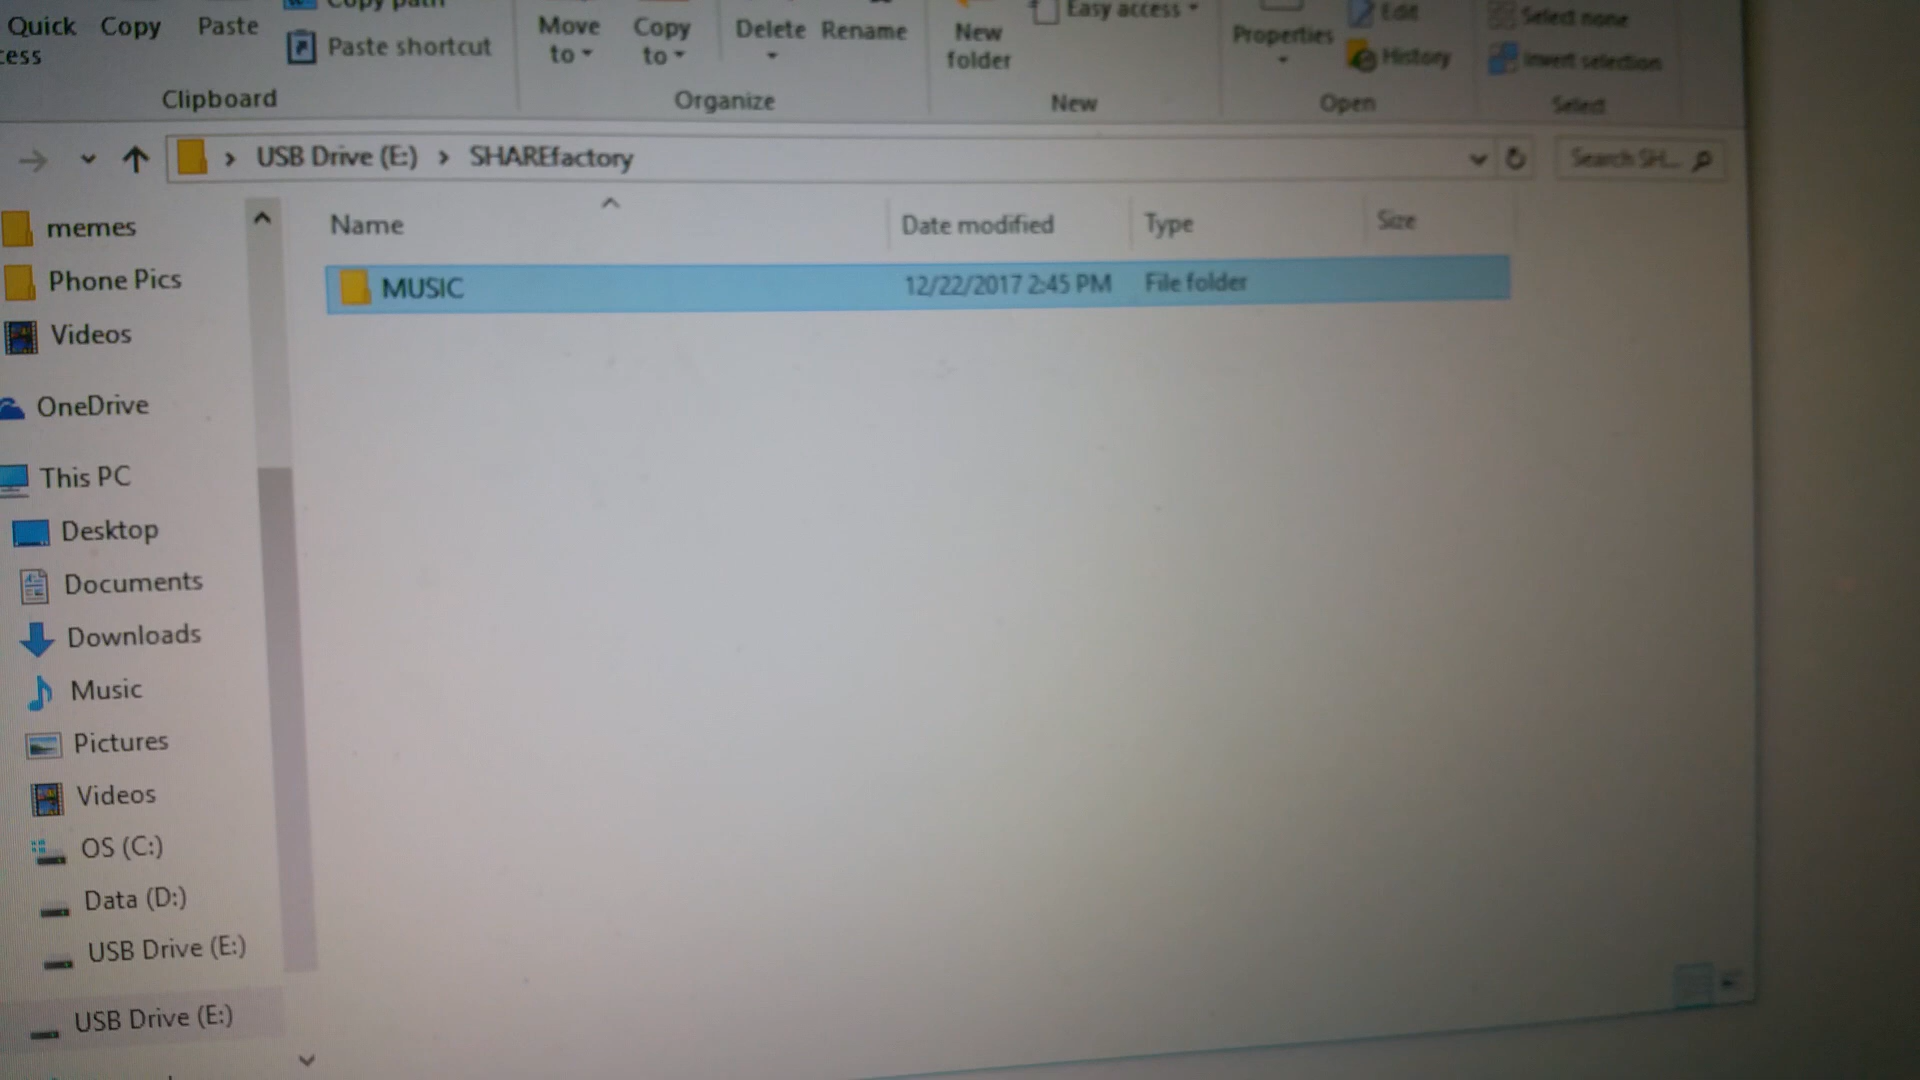 Copy path
Quick Copy Paste
cess
Paste shortcut
Move to
Copy to
Delete Rename
New folder
Easy access
Properties
Edit
History
Select none
Invert selection
Clipboard Organize New Open Select
USB Drive (E:) > SHAREfactory
Search SH...
Name Date modified Type Size
MUSIC 12/22/2017 2:45 PM File folder
memes
Phone Pics
Videos
OneDrive
This PC
Desktop
Documents
Downloads
Music
Pictures
Videos
OS (C:)
Data (D:)
USB Drive (E:)
USB Drive (E:)